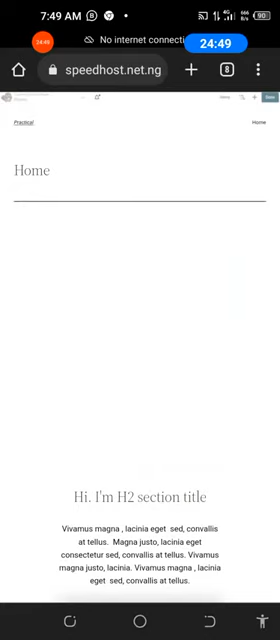 7:49 AM
666
B/s
90
24:49
No internet connecti
24:49
speedhost.net.ng
8
Practical
Home
Home
Hi. I'm H2 section title
Vivamus magna , lacinia eget sed, convallis
at tellus. Magna justo, lacinia eget
consectetur sed, convallis at tellus. Vivamus
magna justo, lacinia. Vivamus magna , lacinia
eget sed, convallis at tellus.